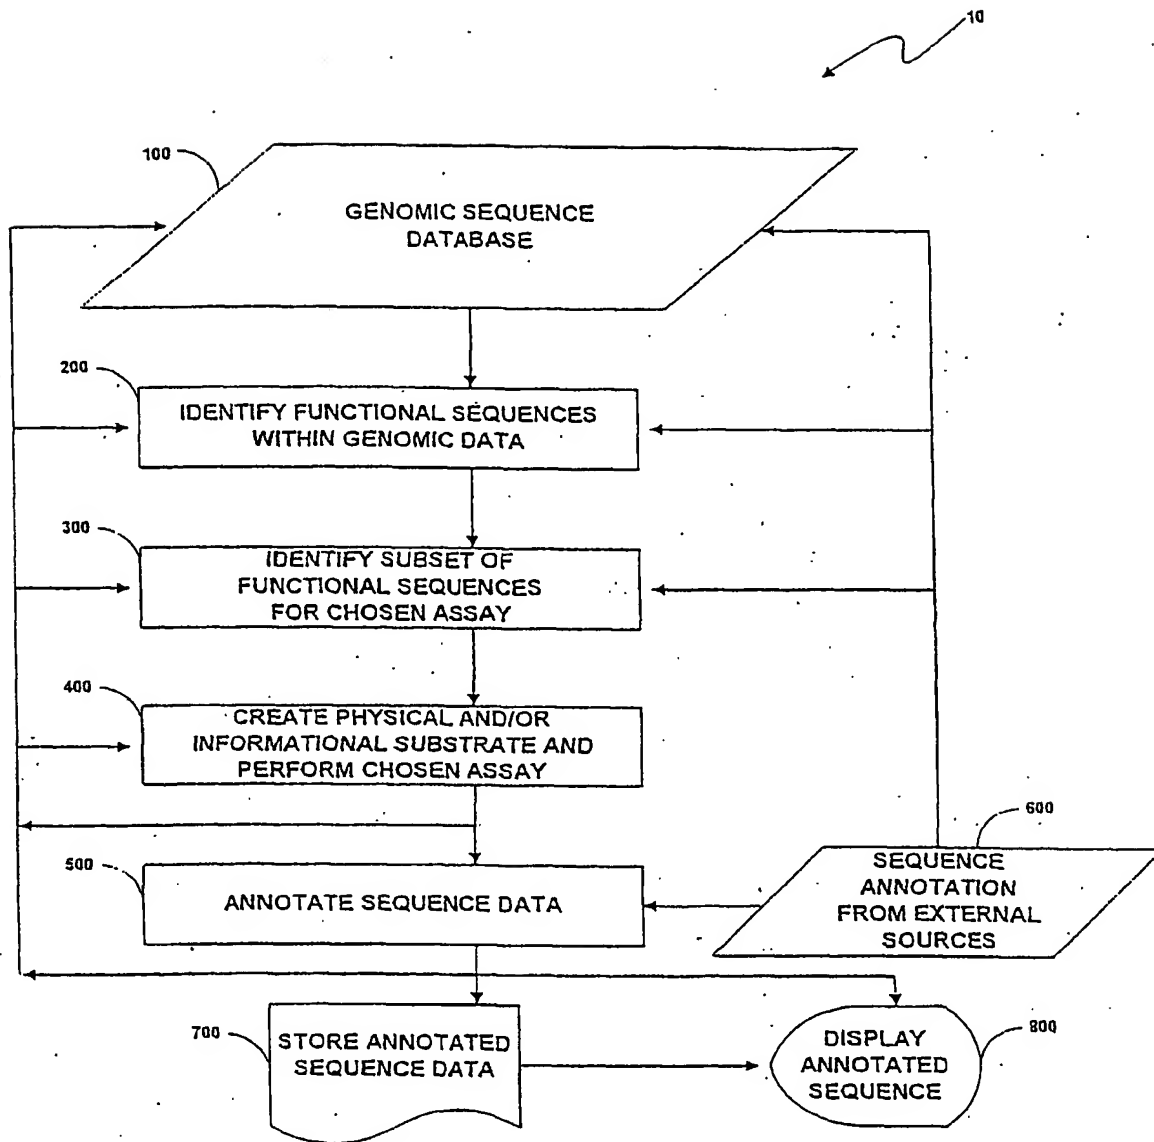 10
100
GENOMIC SEQUENCE
DATABASE
200
IDENTIFY FUNCTIONAL SEQUENCES
WITHIN GENOMIC DATA
300
IDENTIFY SUBSET OF
FUNCTIONAL SEQUENCES
FOR CHOSEN ASSAY
400
CREATE PHYSICAL AND/OR
INFORMATIONAL SUBSTRATE AND
PERFORM CHOSEN ASSAY
500
ANNOTATE SEQUENCE DATA
600
SEQUENCE
ANNOTATION
FROM EXTERNAL
SOURCES
700
STORE ANNOTATED
SEQUENCE DATA
800
DISPLAY
ANNOTATED
SEQUENCE